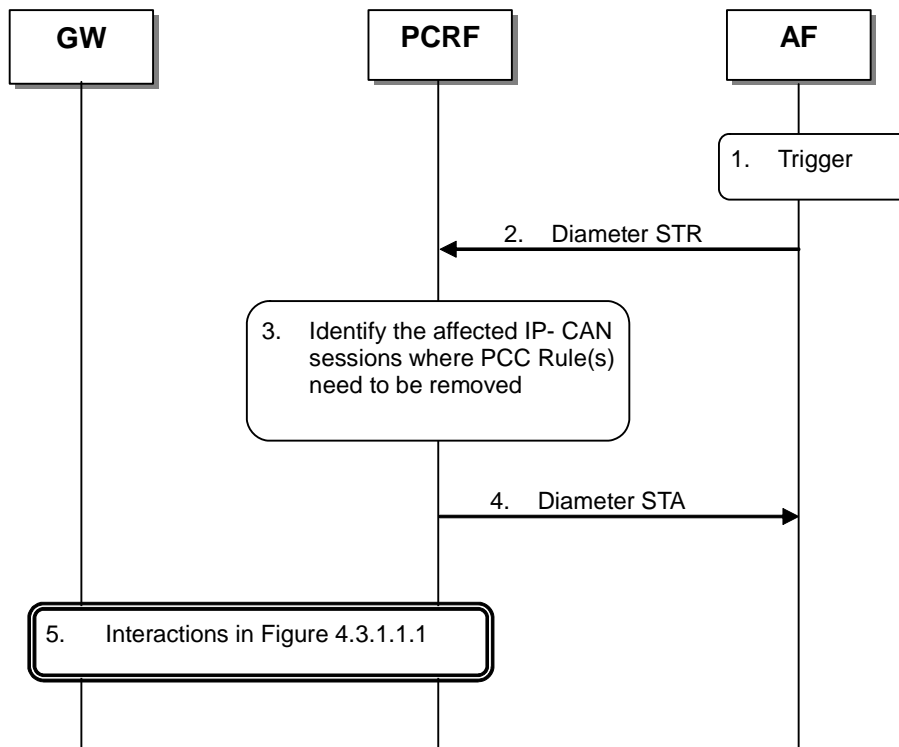 GW
PCRF
AF
1. Trigger
2. Diameter STR
3. Identify the affected IP- CAN
sessions where PCC Rule(s)
need to be removed
4. Diameter STA
5. Interactions in Figure 4.3.1.1.1